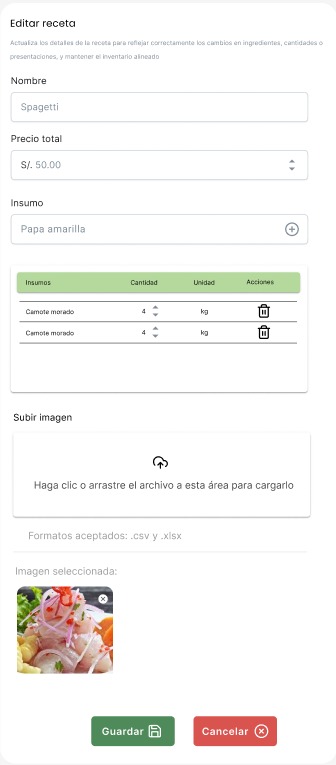 Editar receta
Actualiza los detalles de la receta para reflejar correctamente los cambios en ingredientes, cantidades o
presentaciones, y mantener el inventario alineado
Nombre
Spagetti
Precio total
S/. 50.00
Insumo
Papa amarilla
Insumos Cantidad Unidad Acciones
Camote morado 4 kg
Camote morado 4 kg
Subir imagen
Haga clic o arrastre el archivo a esta área para cargarlo
Formatos aceptados: .csv y .xlsx
Imagen seleccionada:
Guardar Cancelar